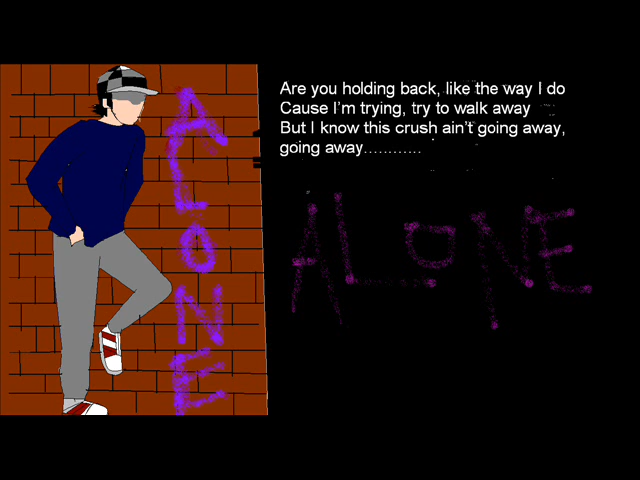 ALONE
Are you holding back, like the way I do
Cause I'm trying, try to walk away
But I know this crush ain't going away,
going away............
ALONE